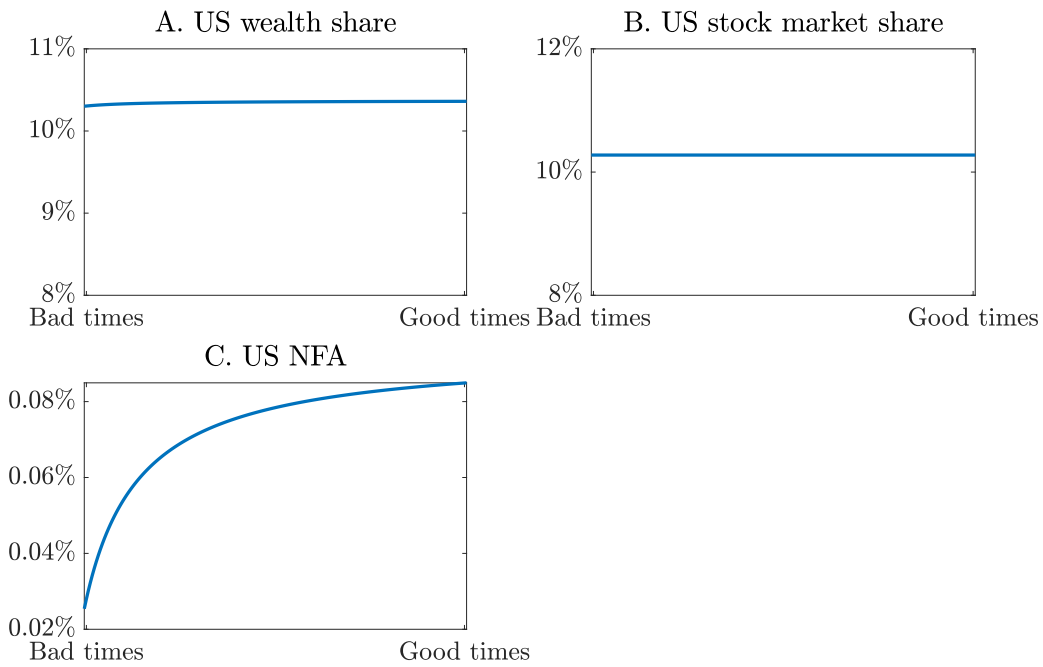 A. US wealth share
11%
10%
9%
8%
Bad times
Good times
B. US stock market share
12%
10%
8%
Bad times
Good times
C. US NFA
0.08%
0.06%
0.04%
0.02%
Bad times
Good times